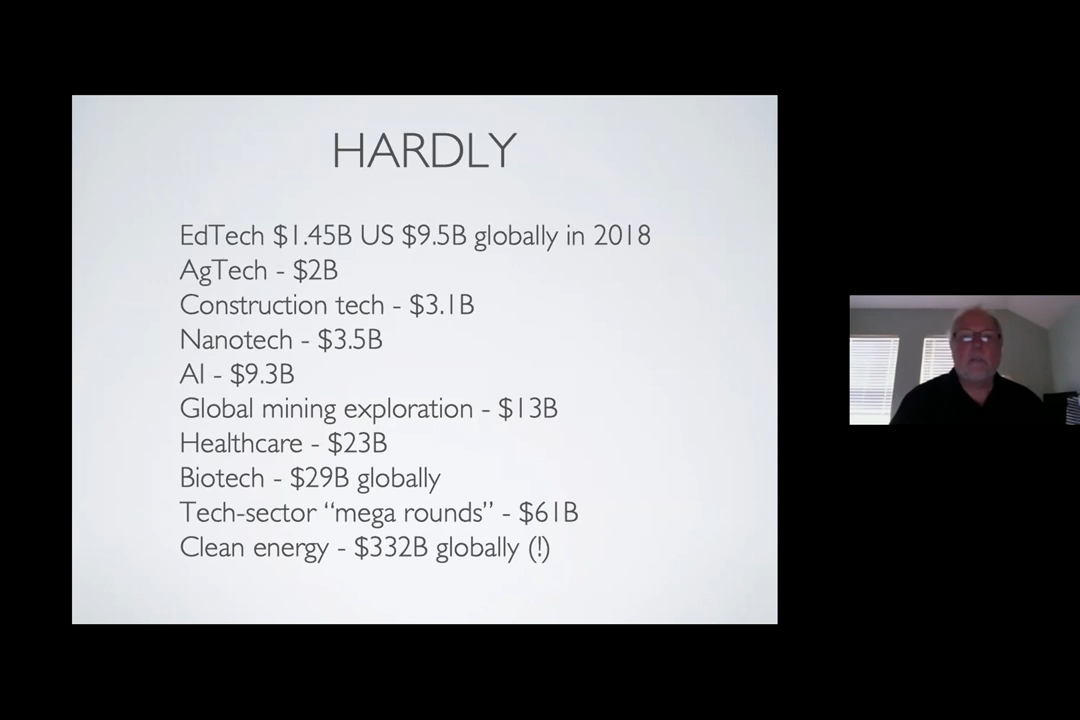 HARDLY
EdTech $1.45B US $9.5B globally in 2018
AgTech - $2B
Construction tech - $3.1B
Nanotech - $3.5B
AI - $9.3B
Global mining exploration - $13B
Healthcare - $23B
Biotech - $29B globally
Tech-sector “mega rounds” - $61B
Clean energy - $332B globally (!)